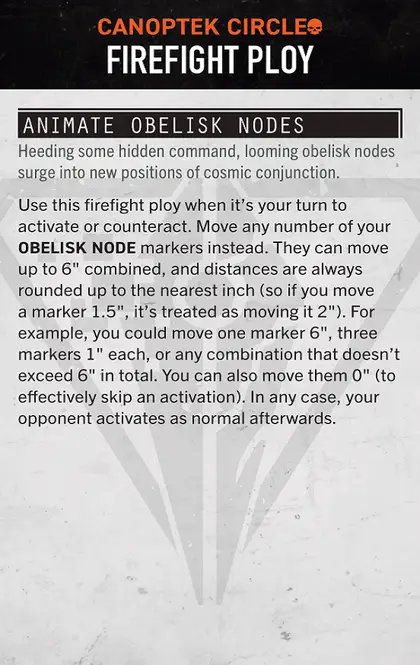 CANOPTEK CIRCLE
FIREFIGHT PLOY
ANIMATE OBELISK NODES
Heeding some hidden command, looming obelisk nodes
surge into new positions of cosmic conjunction.
Use this firefight ploy when it’s your turn to
activate or counteract. Move any number of your
OBELISK NODE markers instead. They can move
up to 6" combined, and distances are always
rounded up to the nearest inch (so if you move
a marker 1.5", it’s treated as moving it 2"). For
example, you could move one marker 6", three
markers 1" each, or any combination that doesn’t
exceed 6" in total. You can also move them 0" (to
effectively skip an activation). In any case, your
opponent activates as normal afterwards.